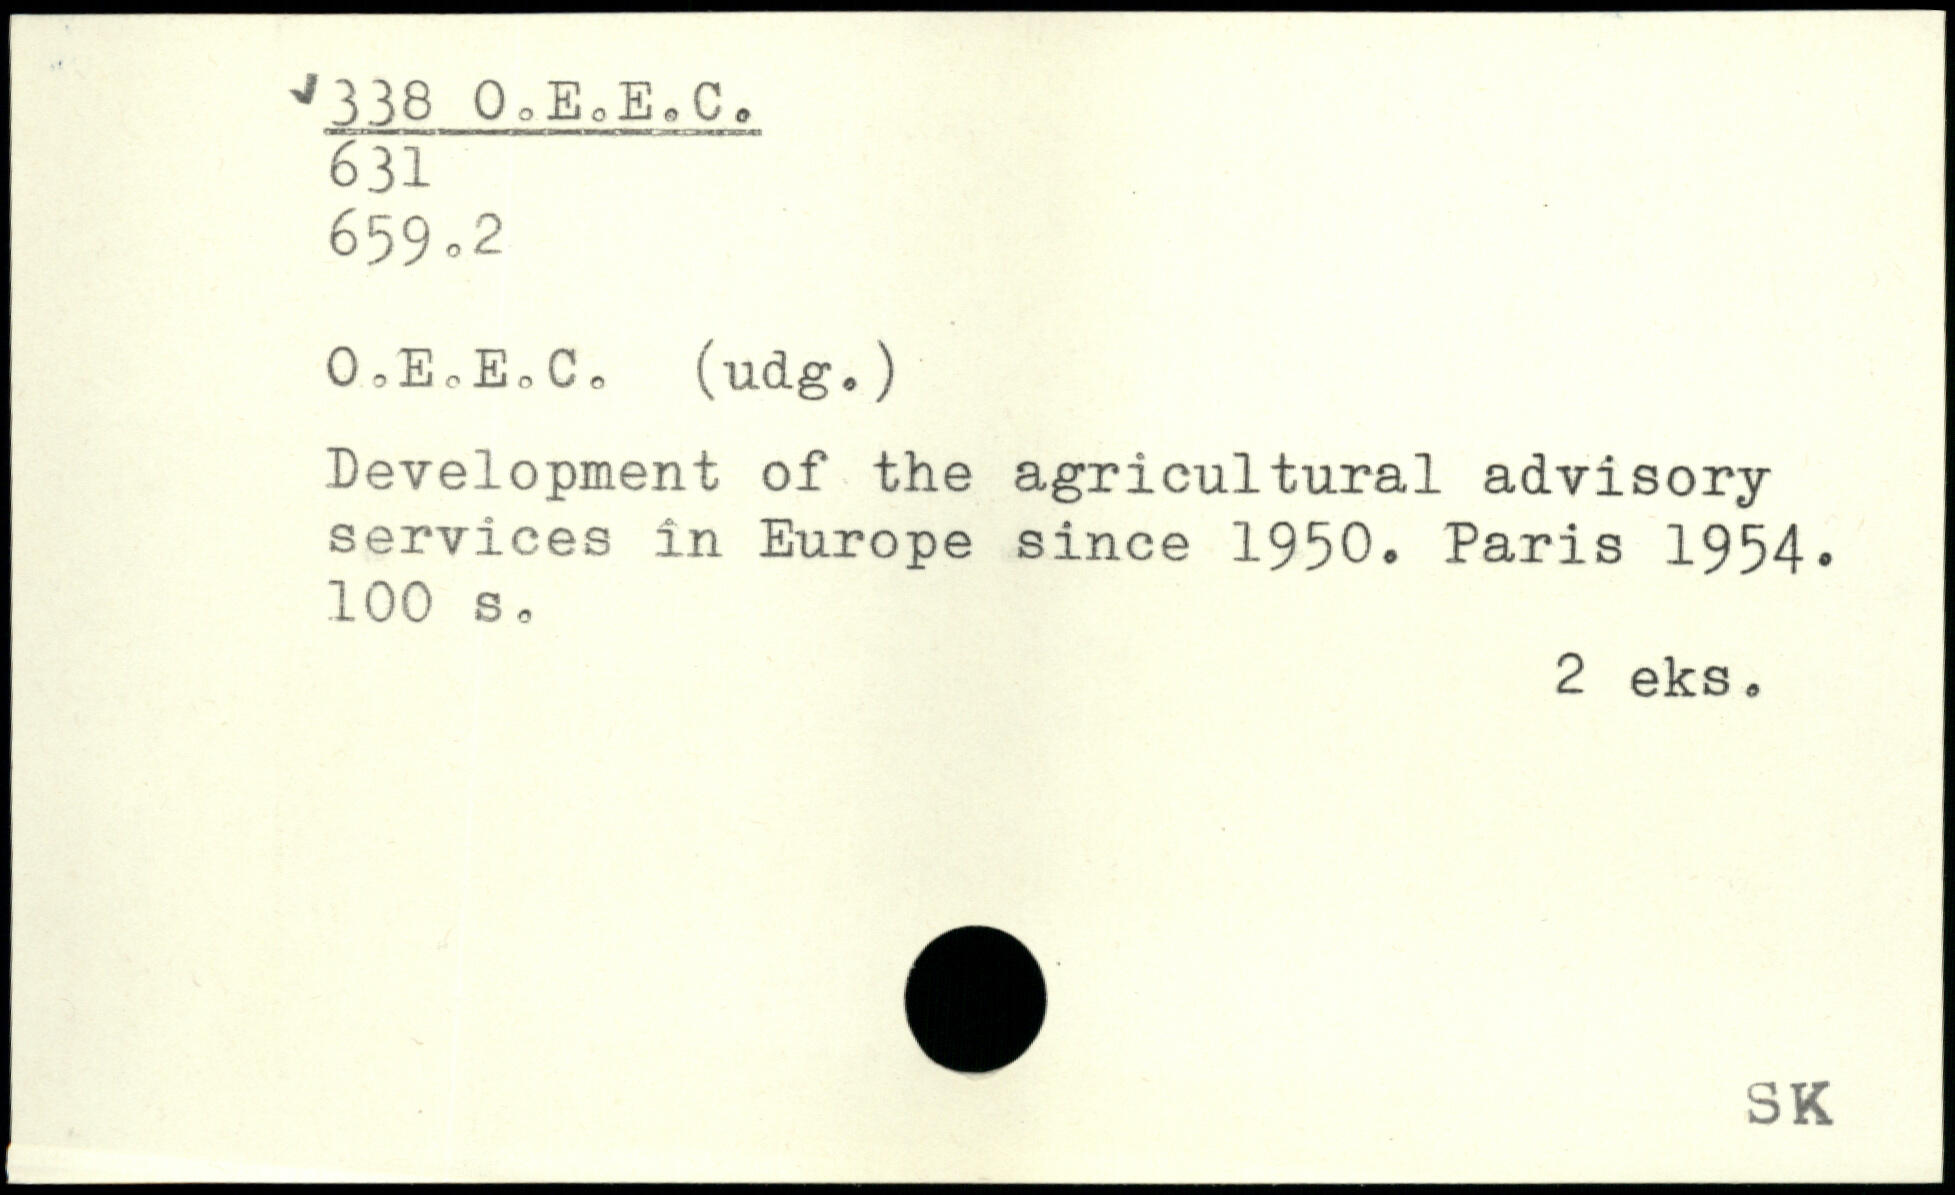 338 O.E.E.C.
631
659.2
O.E.E.C. (udg.)
Development of the agricultural advisory
services in Europe since 1950. Paris 1954.
100 s.
2 eks.
SK